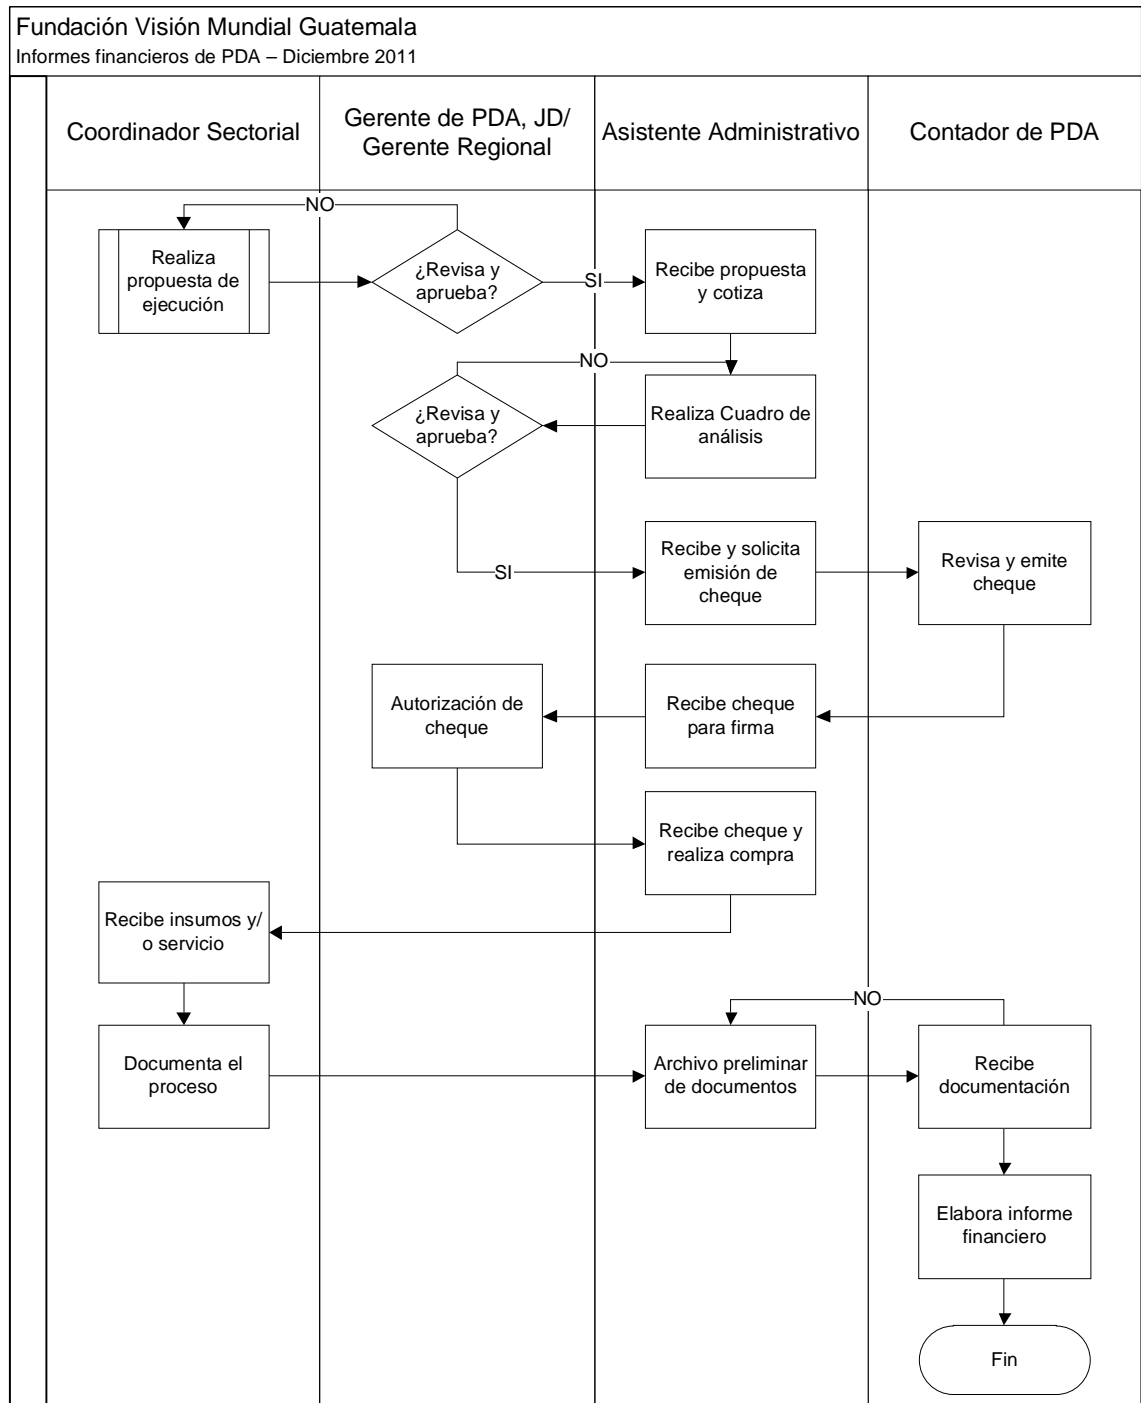 Fundación Visión Mundial Guatemala
Informes financieros de PDA – Diciembre 2011
Coordinador Sectorial
Gerente de PDA, JD/
Gerente Regional
Asistente Administrativo
Contador de PDA
NO
Realiza
propuesta de
ejecución
¿Revisa y
aprueba?
SI
Recibe propuesta
y cotiza
NO
¿Revisa y
aprueba?
Realiza Cuadro de
análisis
SI
Recibe y solicita
emisión de
cheque
Revisa y emite
cheque
Autorización de
cheque
Recibe cheque
para firma
Recibe cheque y
realiza compra
Recibe insumos y/
o servicio
NO
Documenta el
proceso
Archivo preliminar
de documentos
Recibe
documentación
Elabora informe
financiero
Fin